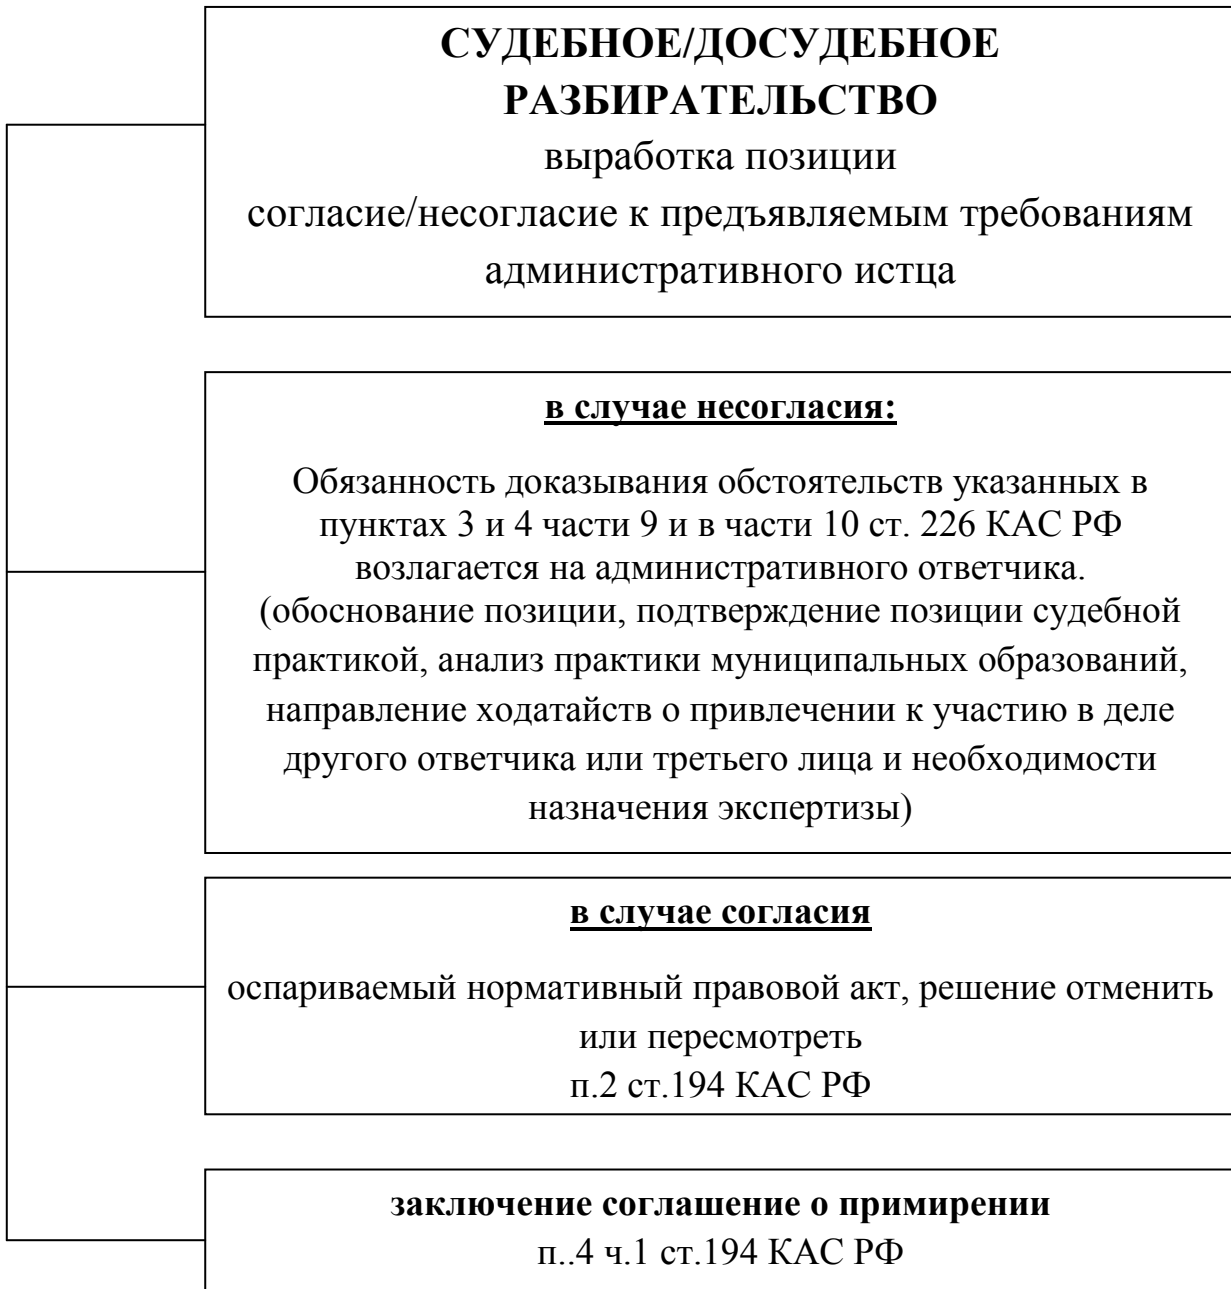 СУДЕБНОЕ/ДОСУДЕБНОЕ
РАЗБИРАТЕЛЬСТВО
выработка позиции
согласие/несогласие к предъявляемым требованиям
административного истца
в случае несогласия:
Обязанность доказывания обстоятельств указанных в
пунктах 3 и 4 части 9 и в части 10 ст. 226 КАС РФ
возлагается на административного ответчика.
(обоснование позиции, подтверждение позиции судебной
практикой, анализ практики муниципальных образований,
направление ходатайств о привлечении к участию в деле
другого ответчика или третьего лица и необходимости
назначения экспертизы)
в случае согласия
оспариваемый нормативный правовой акт, решение отменить
или пересмотреть
п.2 ст.194 КАС РФ
заключение соглашение о примирении
п..4 ч.1 ст.194 КАС РФ